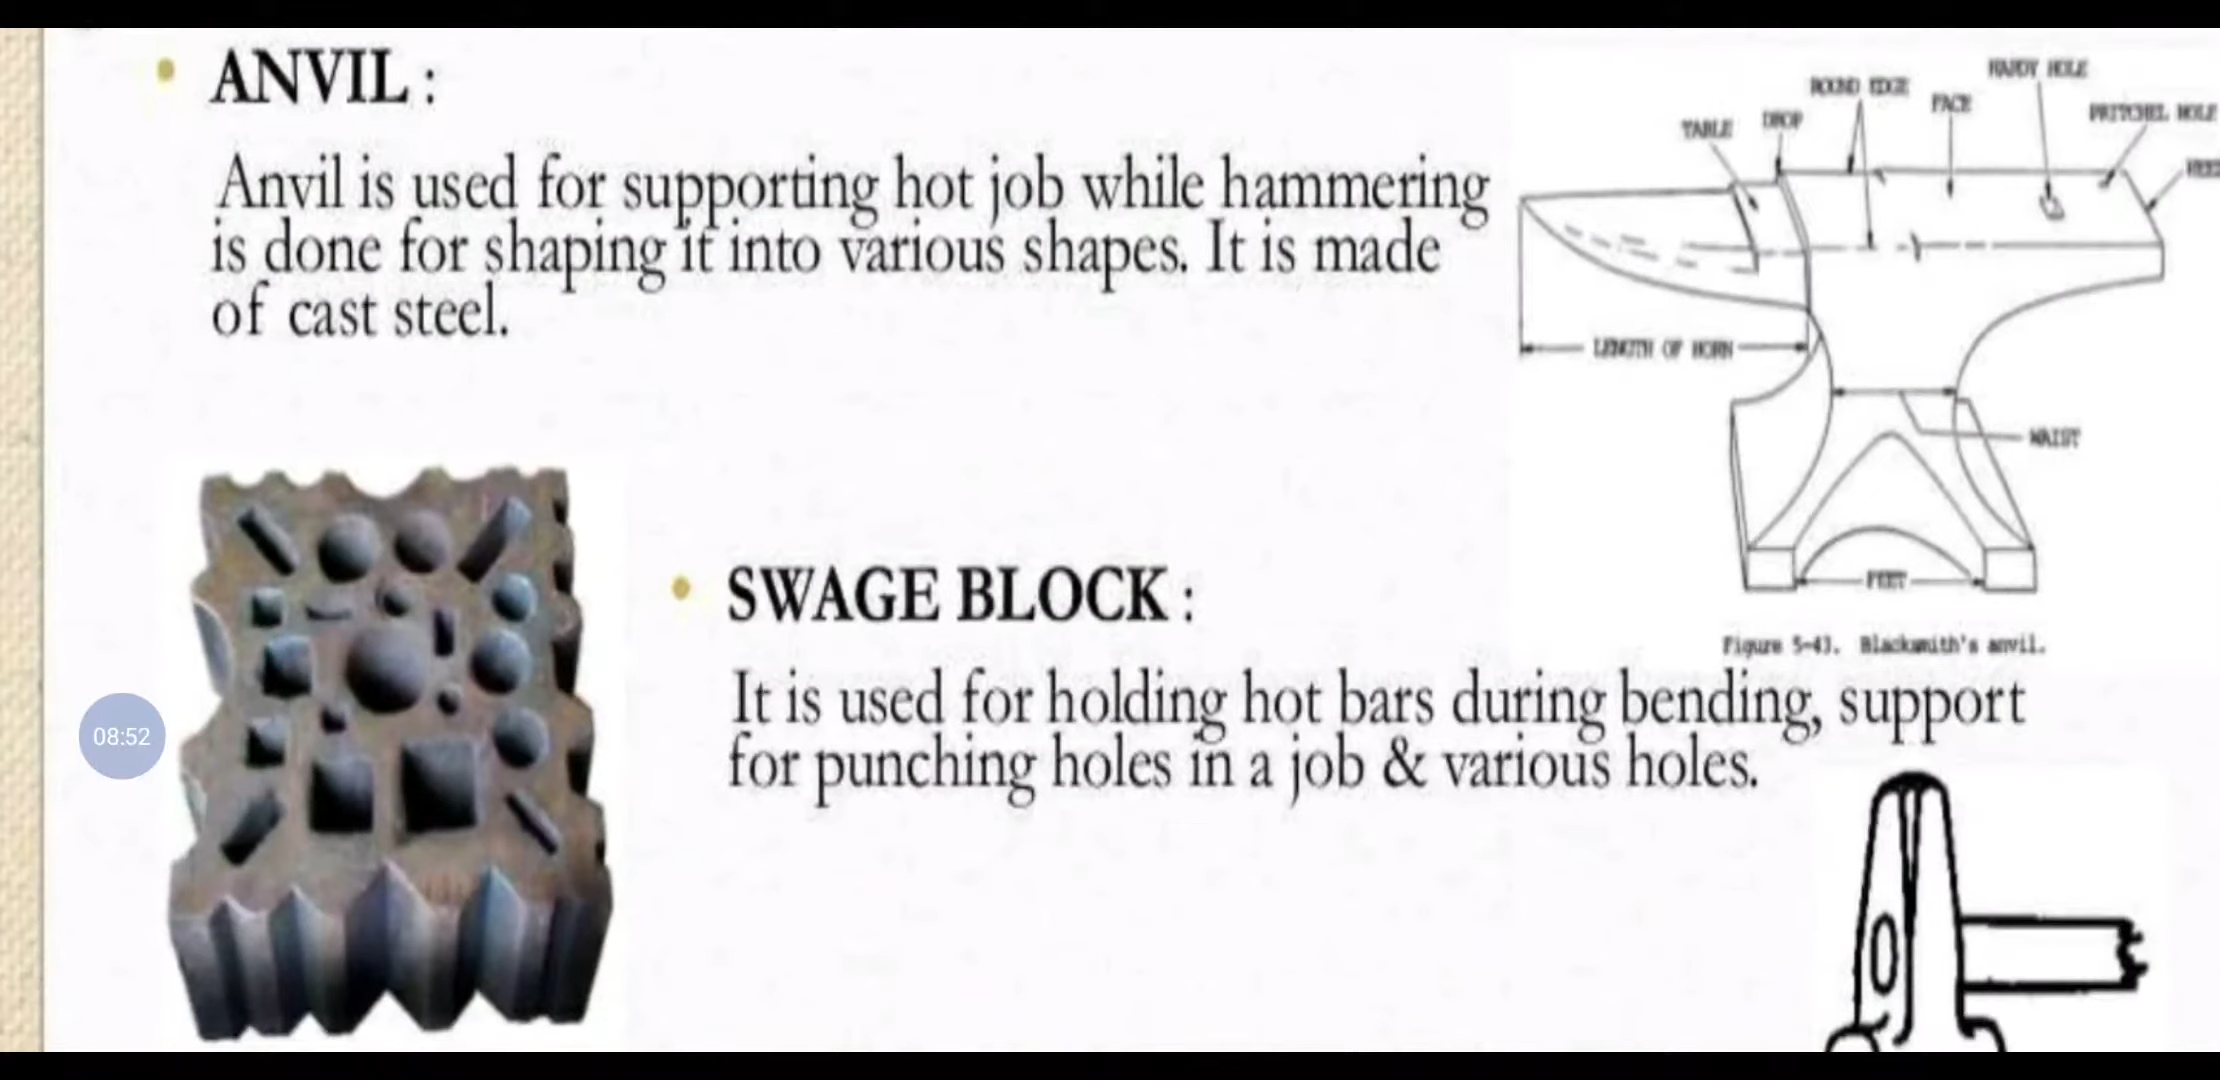 ANVIL :
Anvil is used for supporting hot job while hammering
is done for shaping it into various shapes. It is made
of cast steel.
TABLE
DROP
ROUND EDGE
FACE
HARDY HOLE
PRITCHEL HOLE
LENGTH OF HORN
WAIST
FEET
Figure 5-43. Blacksmith's anvil.
SWAGE BLOCK :
It is used for holding hot bars during bending, support
for punching holes in a job & various holes.
08:52